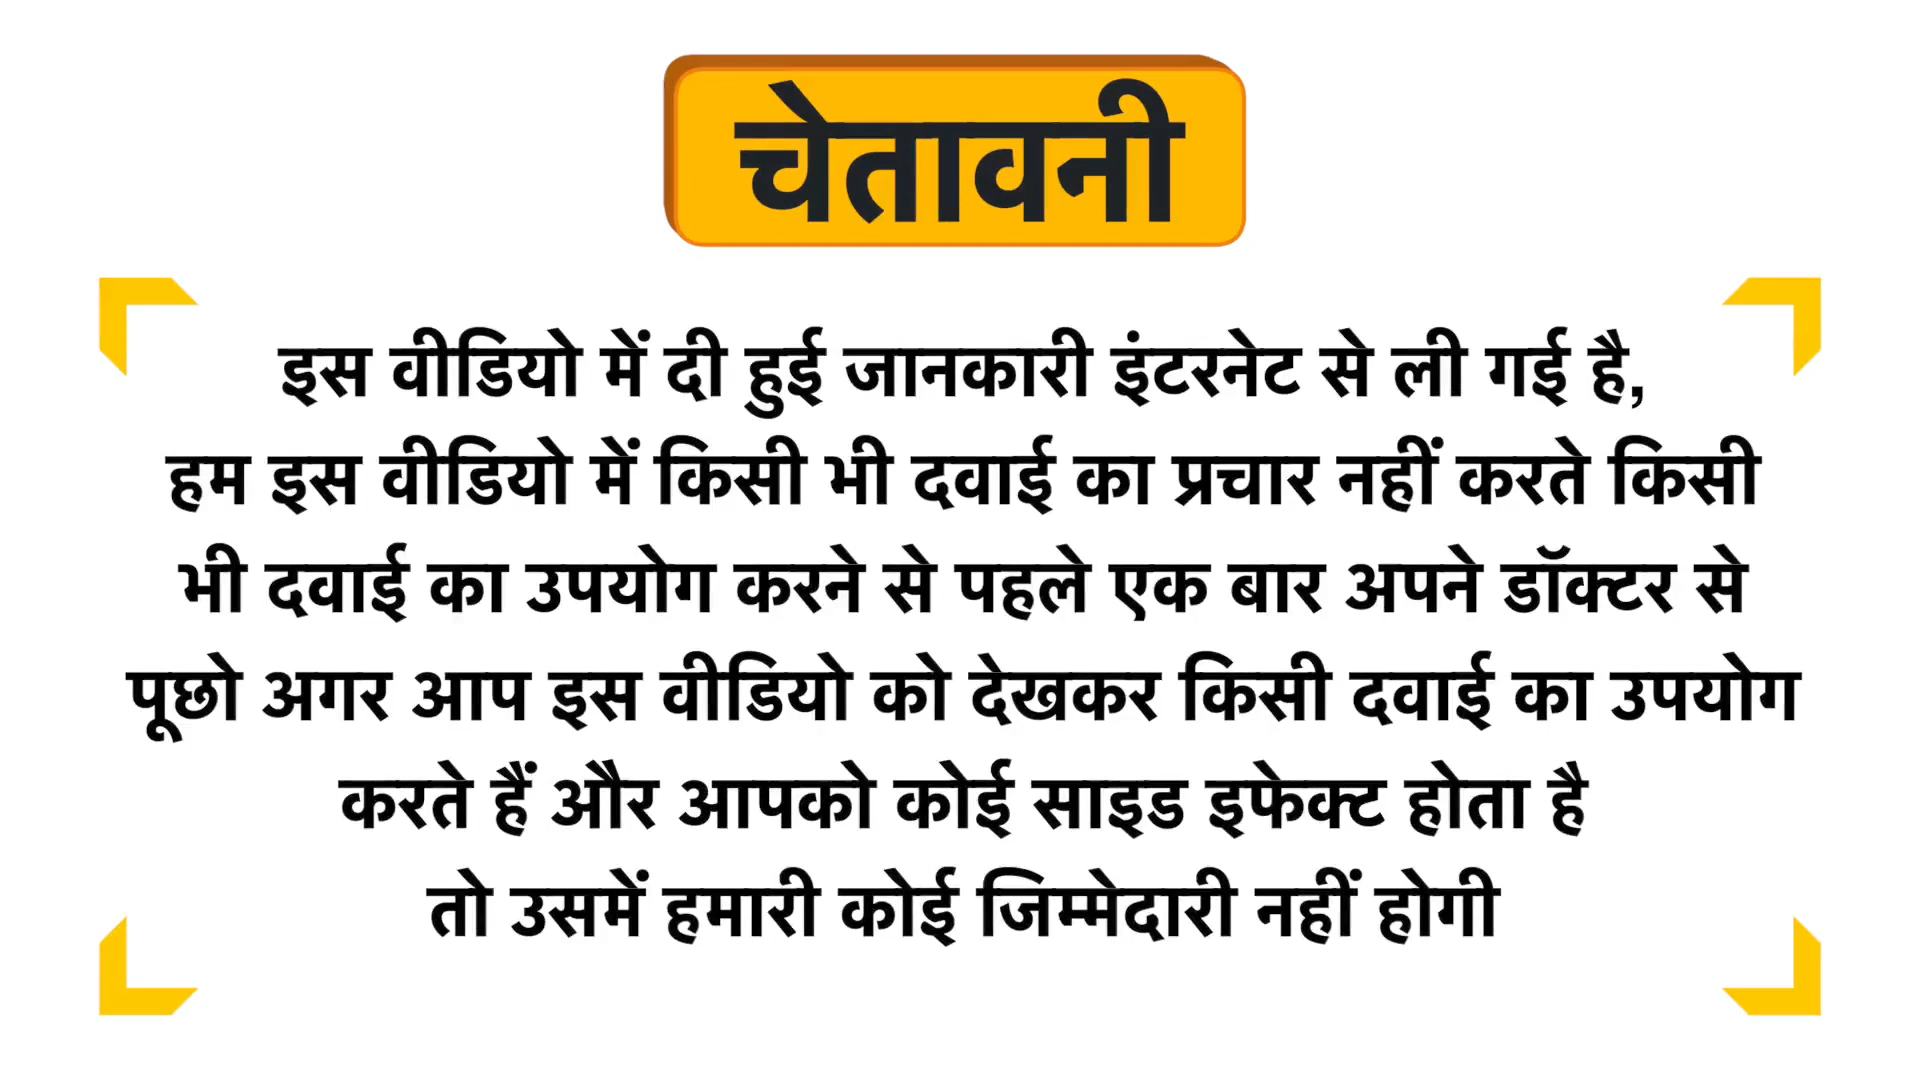 चेतावनी
इस वीडियो में दी हुई जानकारी इंटरनेट से ली गई है,
हम इस वीडियो में किसी भी दवाई का प्रचार नहीं करते किसी
भी दवाई का उपयोग करने से पहले एक बार अपने डॉक्टर से
पूछो अगर आप इस वीडियो को देखकर किसी दवाई का उपयोग
करते हैं और आपको कोई साइड इफेक्ट होता है
तो उसमें हमारी कोई जिम्मेदारी नहीं होगी